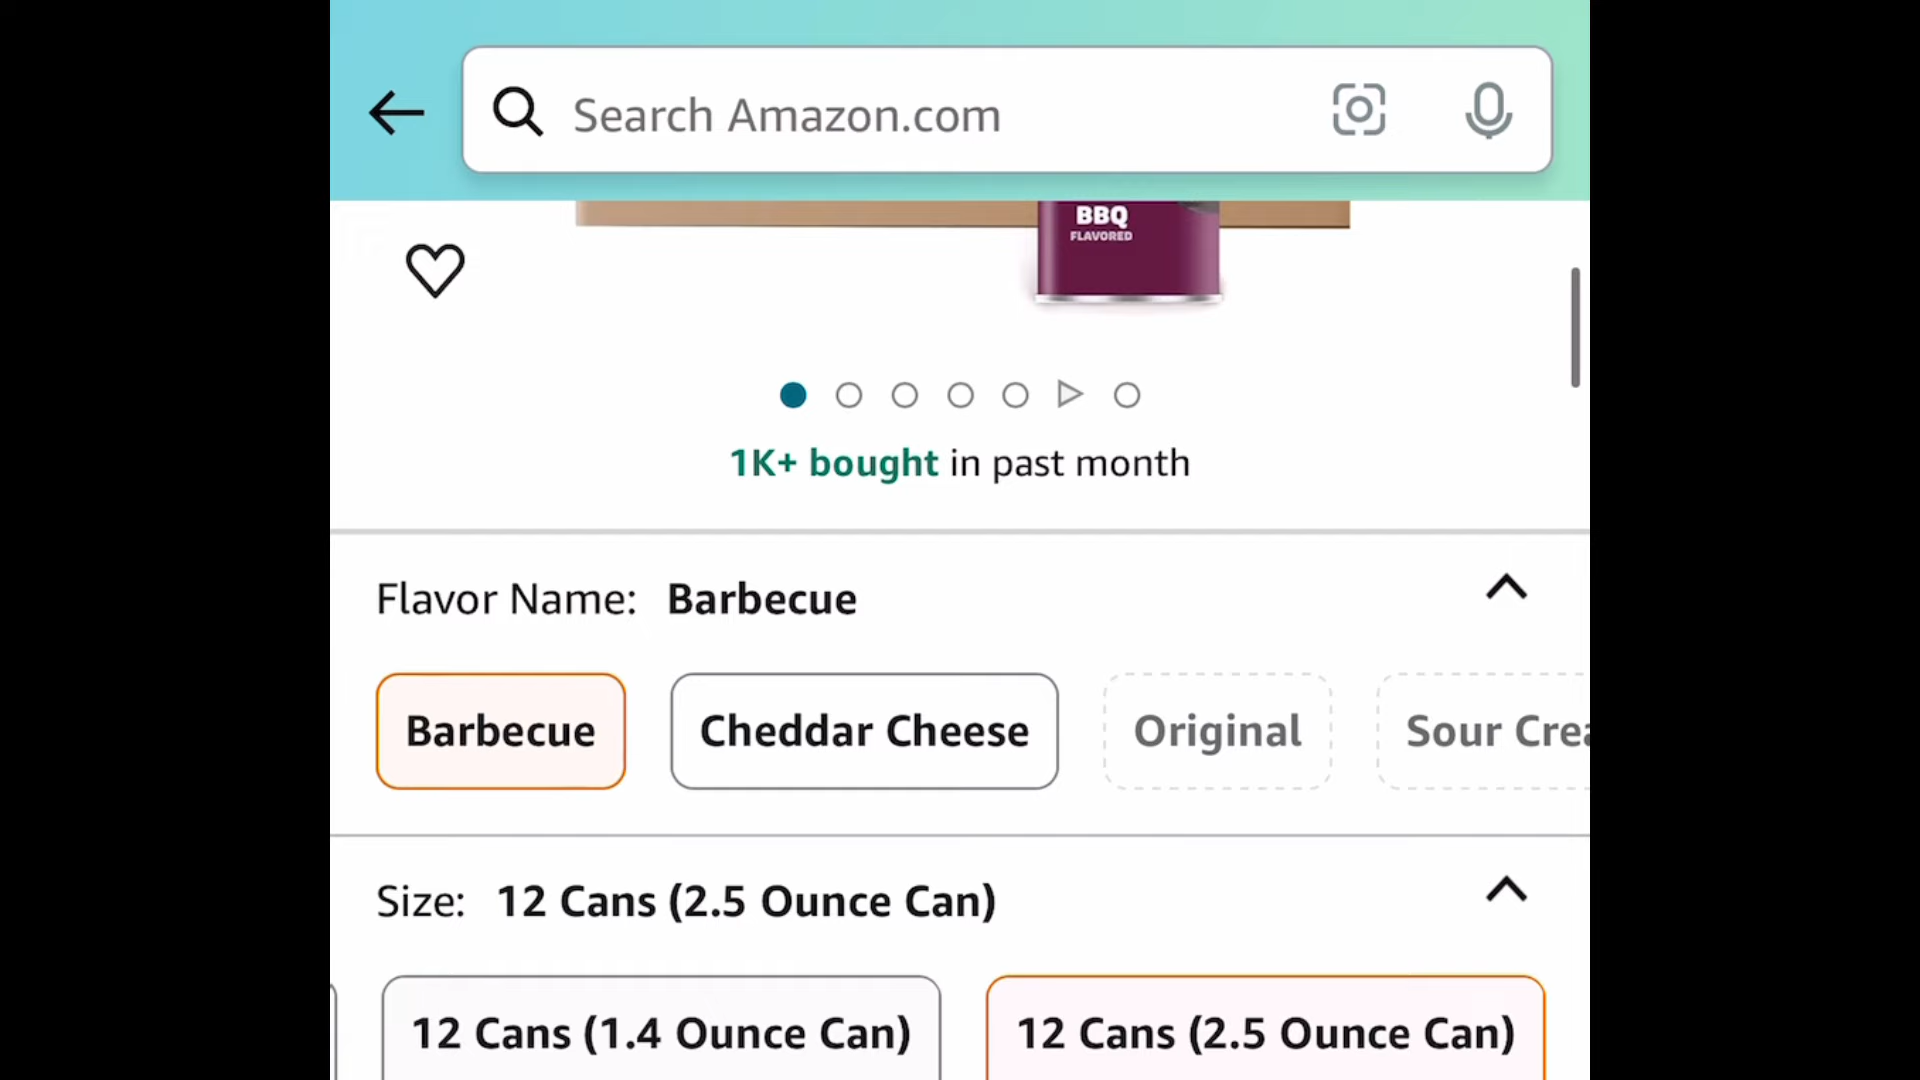 Search Amazon.com
BBQ
FLAVORED
1K+ bought in past month
Flavor Name: Barbecue
Barbecue
Cheddar Cheese
Original
Sour Crea
Size: 12 Cans (2.5 Ounce Can)
12 Cans (1.4 Ounce Can)
12 Cans (2.5 Ounce Can)